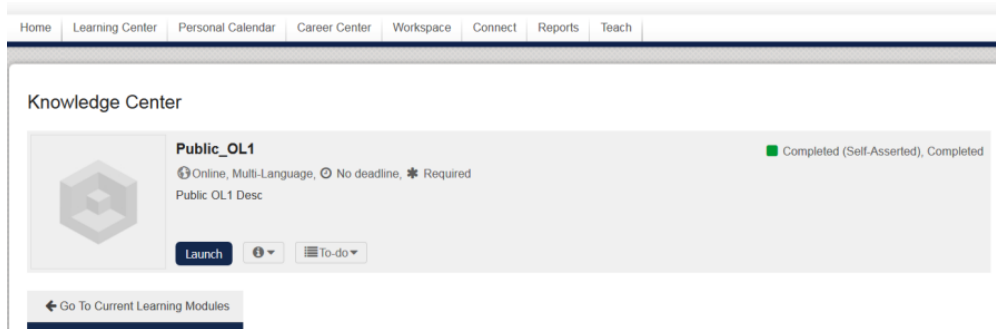 Home Learning Center Personal Calendar Career Center Workspace Connect Reports Teach
Knowledge Center
Public_OL1
Completed (Self-Asserted), Completed
Online, Multi-Language, No deadline, Required
Public OL1 Desc
Launch To-do
Go To Current Learning Modules